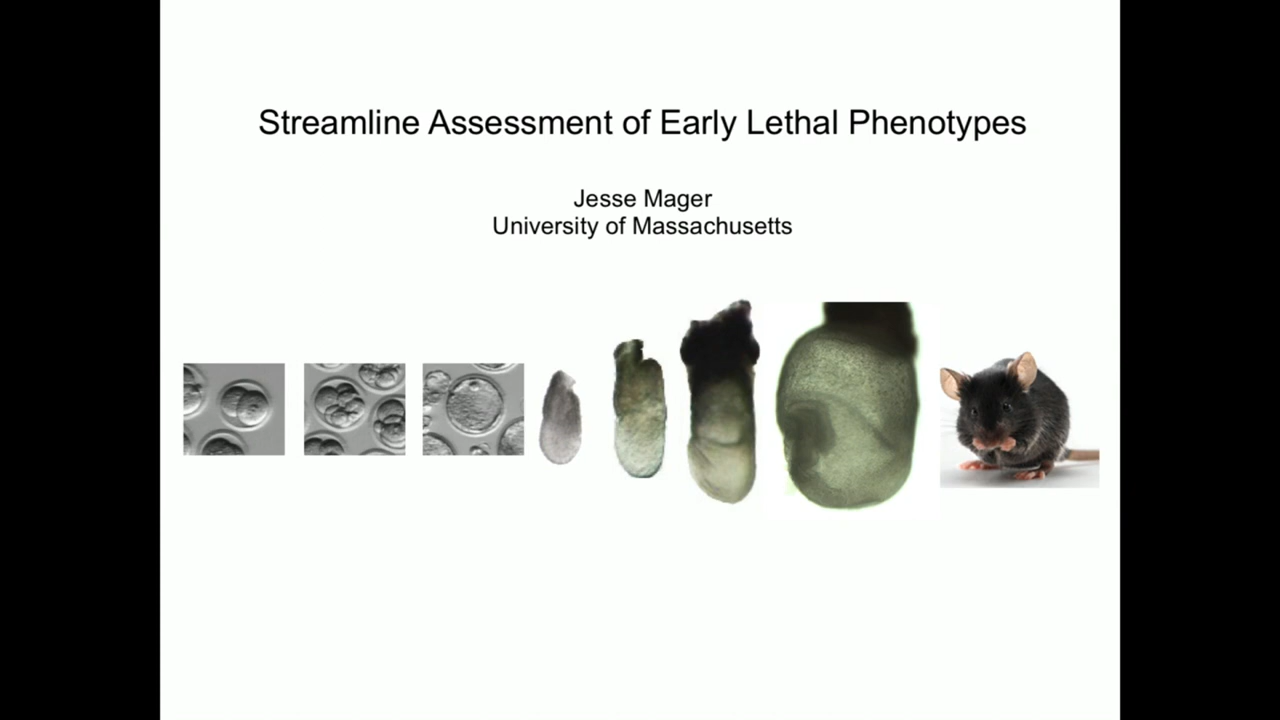 Streamline Assessment of Early Lethal Phenotypes
Jesse Mager
University of Massachusetts